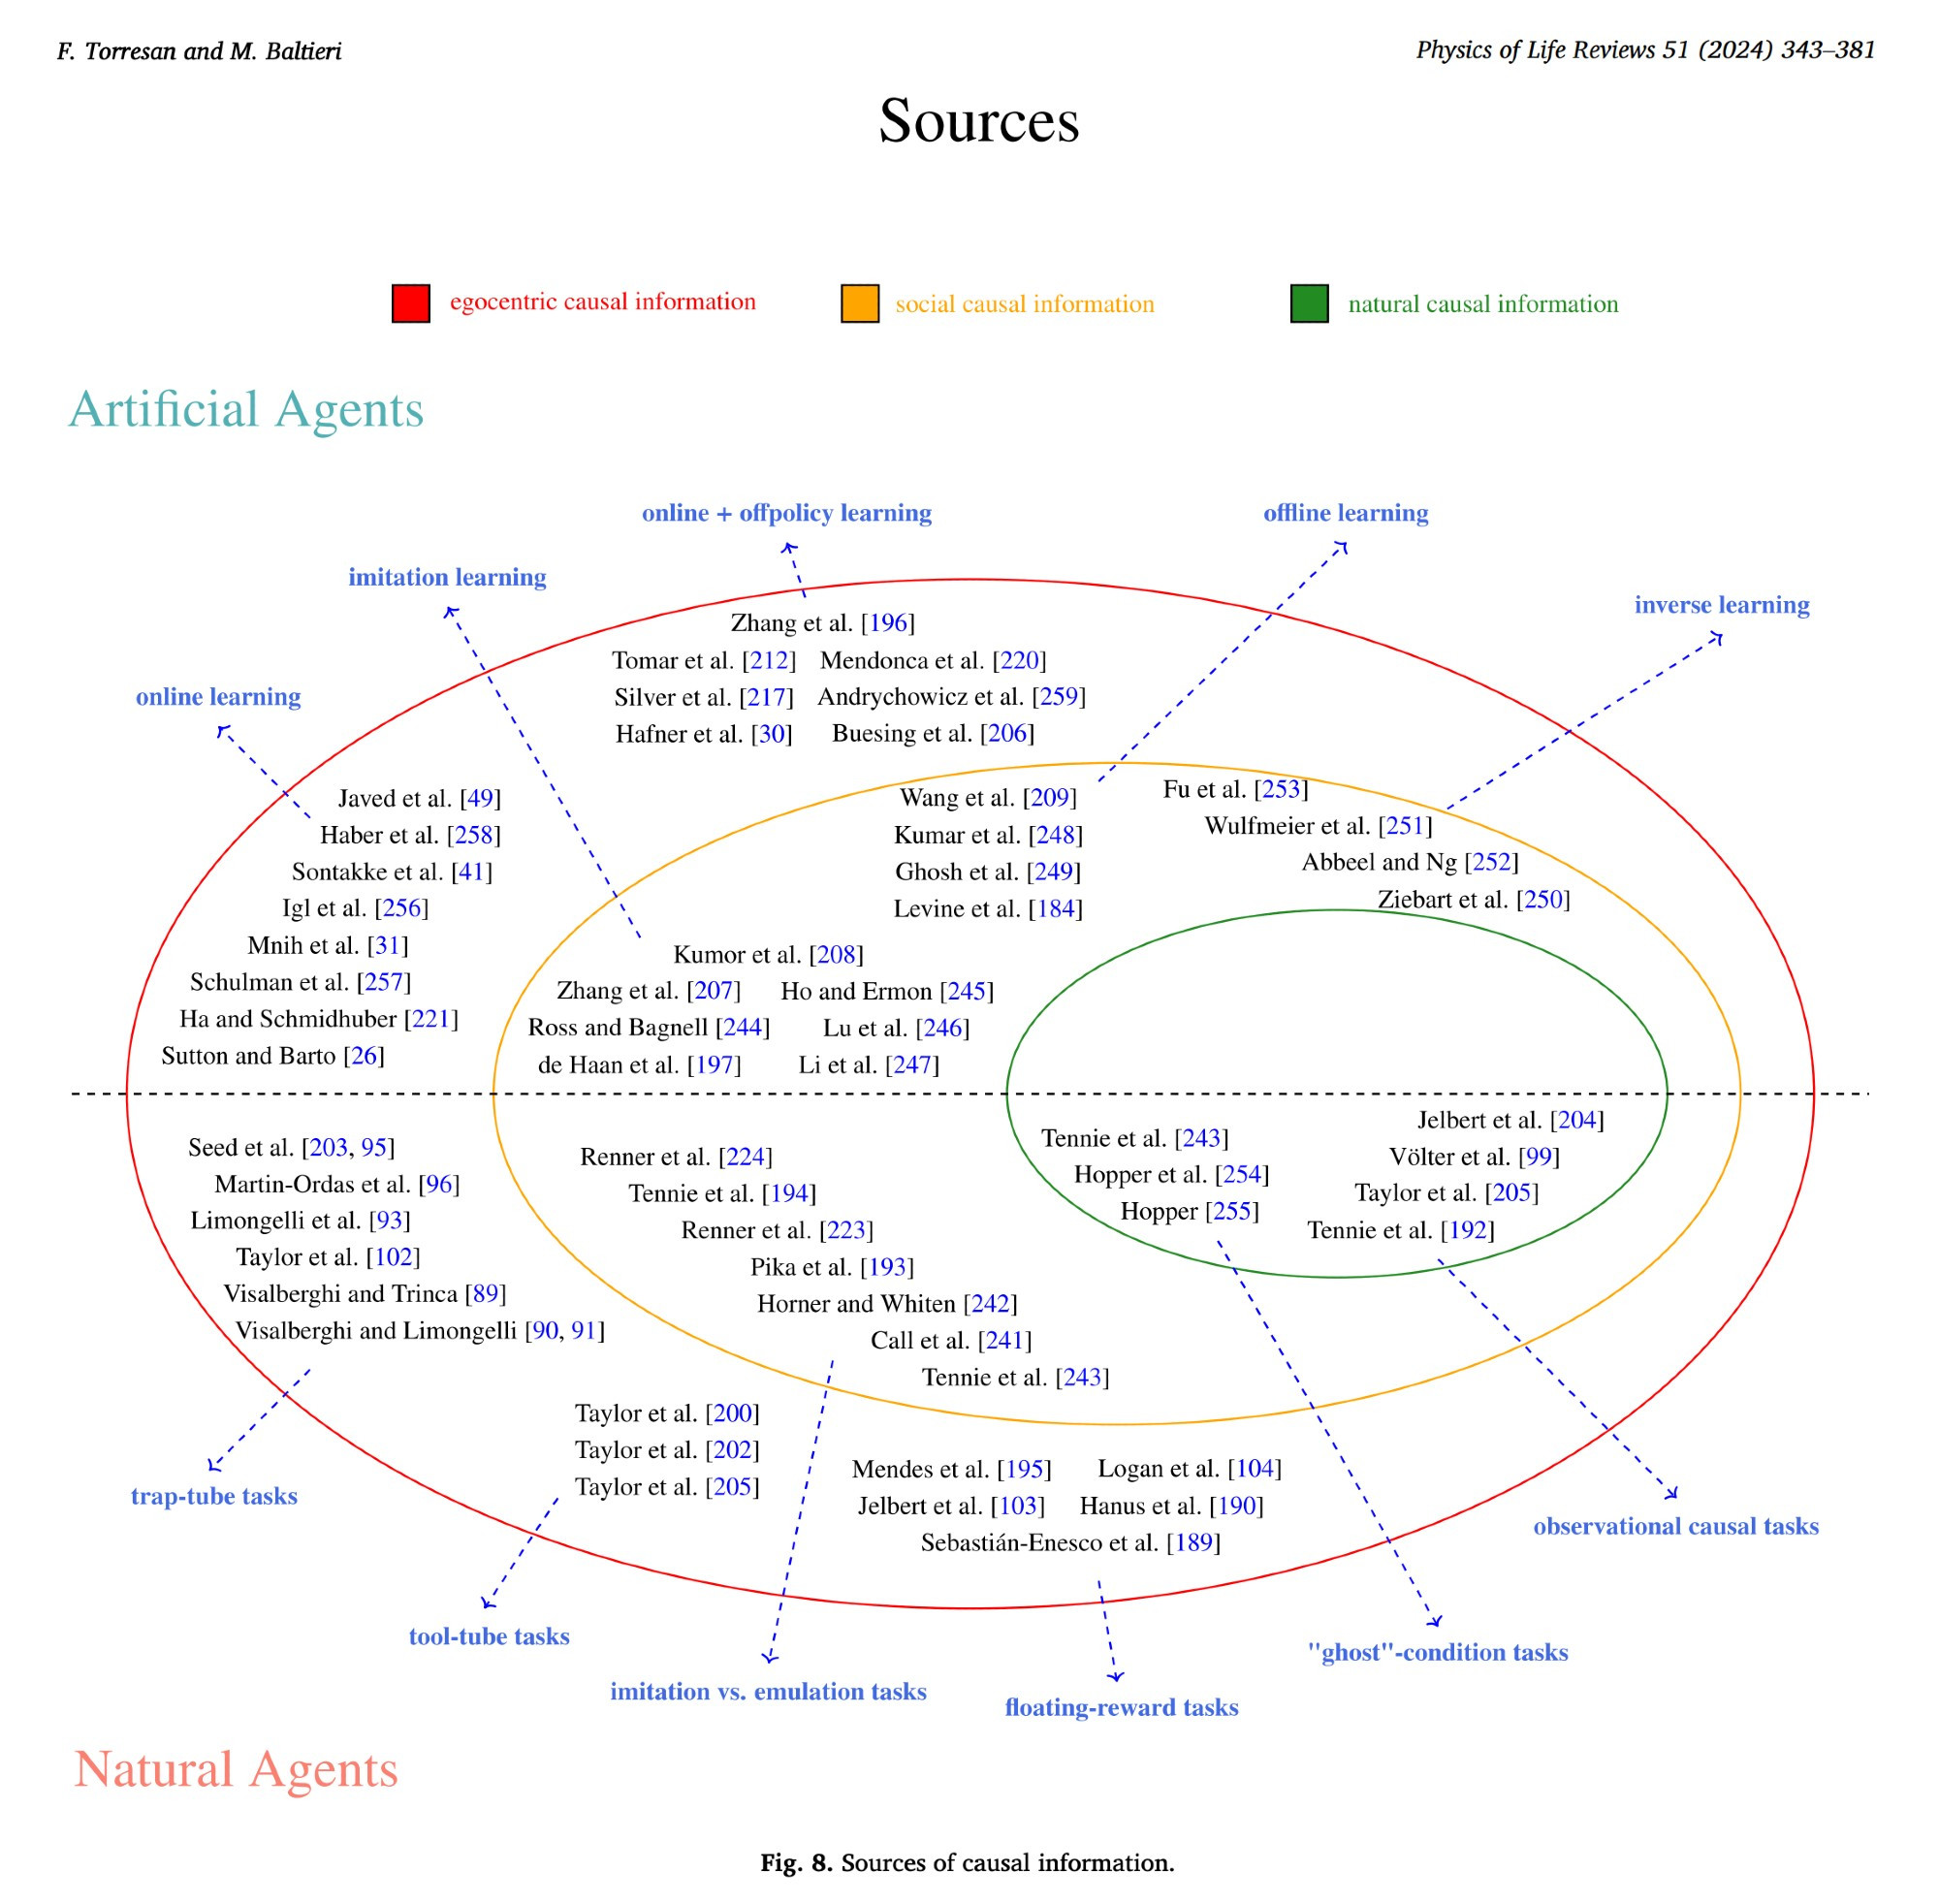 F. Torresan and M. Baltieri
Physics of Life Reviews 51 (2024) 343–381
Sources
egocentric causal information
social causal information
natural causal information
Artificial Agents
online + offpolicy learning
offline learning
imitation learning
inverse learning
online learning
Zhang et al. [196]
Tomar et al. [212] Mendonca et al. [220]
Silver et al. [217] Andrychowicz et al. [259]
Hafner et al. [30] Buesing et al. [206]
Javed et al. [49]
Haber et al. [258]
Sontakke et al. [41]
Igl et al. [256]
Mnih et al. [31]
Schulman et al. [257]
Ha and Schmidhuber [221]
Sutton and Barto [26]
Wang et al. [209]
Kumar et al. [248]
Ghosh et al. [249]
Levine et al. [184]
Fu et al. [253]
Wulfmeier et al. [251]
Abbeel and Ng [252]
Ziebart et al. [250]
Kumor et al. [208]
Zhang et al. [207] Ho and Ermon [245]
Ross and Bagnell [244] Lu et al. [246]
de Haan et al. [197] Li et al. [247]
Seed et al. [203, 95]
Martin-Ordas et al. [96]
Limongelli et al. [93]
Taylor et al. [102]
Visalberghi and Trinca [89]
Visalberghi and Limongelli [90, 91]
Renner et al. [224]
Tennie et al. [194]
Renner et al. [223]
Pika et al. [193]
Horner and Whiten [242]
Call et al. [241]
Tennie et al. [243]
Tennie et al. [243]
Hopper et al. [254]
Hopper [255]
Jelbert et al. [204]
Völter et al. [99]
Taylor et al. [205]
Tennie et al. [192]
Taylor et al. [200]
Taylor et al. [202]
Taylor et al. [205]
Mendes et al. [195] Logan et al. [104]
Jelbert et al. [103] Hanus et al. [190]
Sebastián-Enesco et al. [189]
trap-tube tasks
observational causal tasks
tool-tube tasks
"ghost"-condition tasks
imitation vs. emulation tasks
floating-reward tasks
Natural Agents
Fig. 8. Sources of causal information.